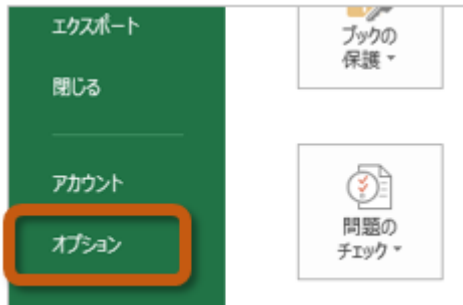 エクスポート
閉じる
アカウント
オプション
ブックの
保護
問題の
チェック